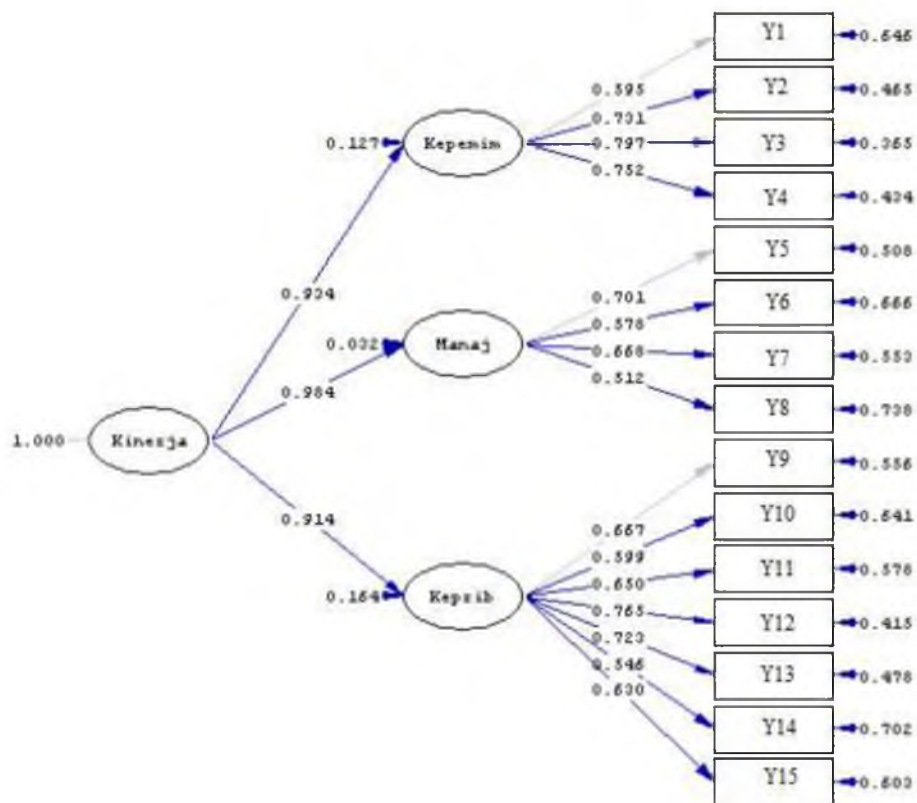 Y1
0.646
0.595
Y2
0.465
0.731
0.127
Kepemim
0.797
Y3
0.365
0.752
Y4
0.434
Y5
0.508
0.934
0.701
Y6
0.666
0.578
0.032
Manaj
0.668
Y7
0.553
0.984
0.512
Y8
0.738
1.000
Kinerja
Y9
0.556
0.914
0.667
Y10
0.641
0.599
0.650
Y11
0.578
0.164
Keprib
0.765
Y12
0.415
0.723
Y13
0.478
0.546
0.630
Y14
0.702
Y15
0.603